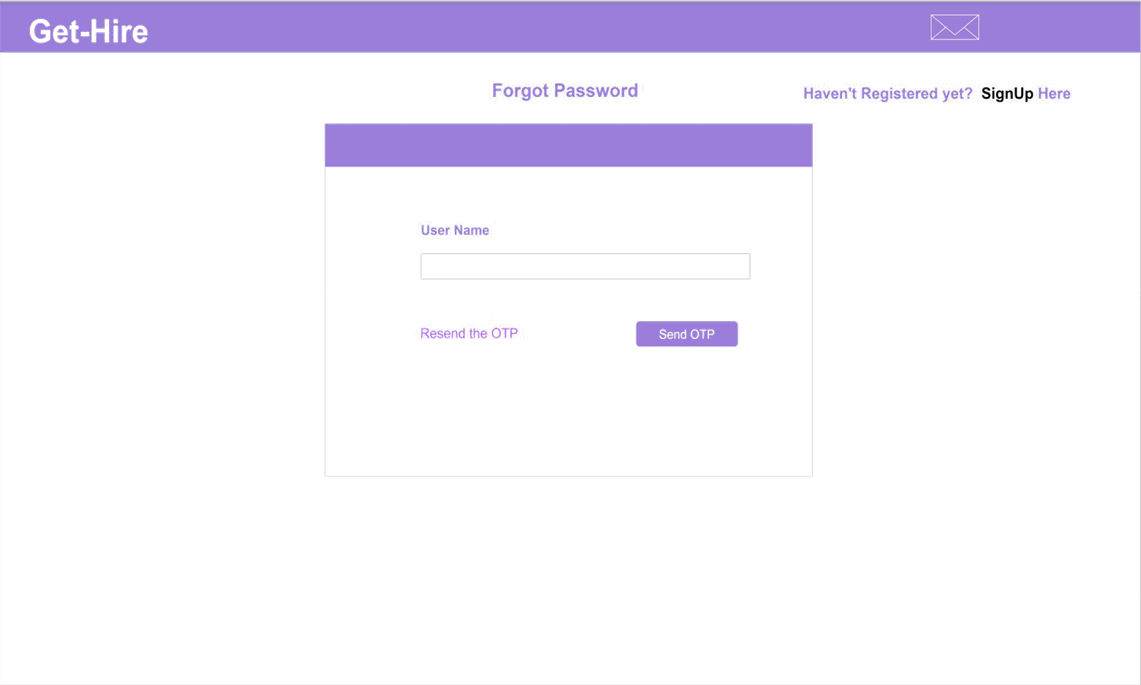 Get-Hire
Forgot Password
Haven't Registered yet? SignUp Here
User Name
Resend the OTP
Send OTP